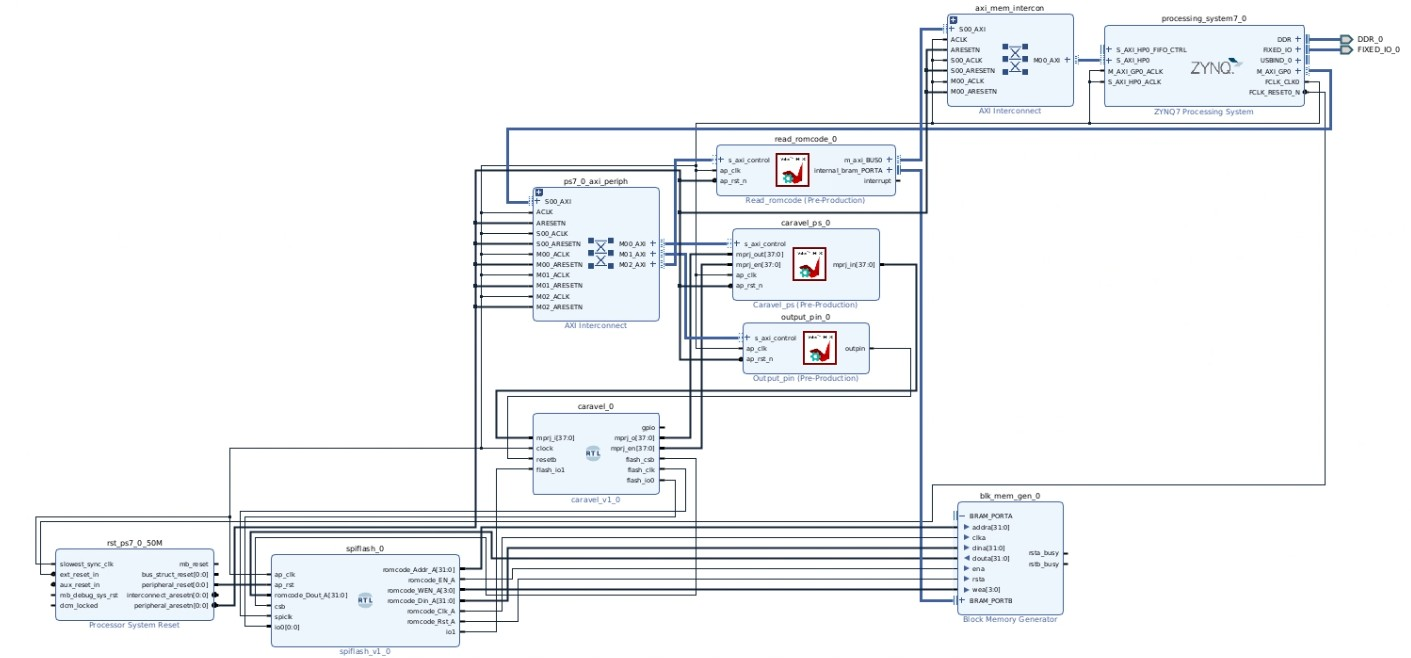 axi_mem_intercon
S00_AXI
ACLK
ARESETN
S00_ACLK
S00_ARESETN
M00_ACLK
M00_ARESETN
M00_AXI
AXI Interconnect
processing_system7_0
S_AXI_HP0_FIFO_CTRL
S_AXI_HP0
M_AXI_GP0_ACLK
S_AXI_HP0_ACLK
ZYNQ
DDR
FIXED_IO
USBIND_0
M_AXI_GP0
FCLK_CLK0
FCLK_RESET0_N
ZYNQ7 Processing System
DDR_0
FIXED_IO_0
read_romcode_0
s_axi_control
ap_clk
ap_rst_n
m_axi_BUS0
internal_bram_PORTA
interrupt
Read_romcode (Pre-Production)
ps7_0_axi_periph
S00_AXI
ACLK
ARESETN
S00_ACLK
S00_ARESETN
M00_ACLK
M00_ARESETN
M01_ACLK
M01_ARESETN
M02_ACLK
M02_ARESETN
M00_AXI
M01_AXI
M02_AXI
AXI Interconnect
caravel_ps_0
s_axi_control
mprj_out[37:0]
mprj_en[37:0]
ap_clk
ap_rst_n
mprj_in[37:0]
Caravel_ps (Pre-Production)
output_pin_0
s_axi_control
ap_clk
ap_rst_n
outpin
Output_pin (Pre-Production)
caravel_0
mprj_i[37:0]
clock
resetb
flash_io1
RTL
gpio
mprj_o[37:0]
mprj_en[37:0]
flash_csb
flash_clk
flash_io0
caravel_v1_0
rst_ps7_0_50M
slowest_sync_clk
ext_reset_in
aux_reset_in
mb_debug_sys_rst
dcm_locked
mb_reset
bus_struct_reset[0:0]
peripheral_reset[0:0]
interconnect_aresetn[0:0]
peripheral_aresetn[0:0]
Processor System Reset
spiflash_0
ap_clk
ap_rst
romcode_Dout_A[31:0]
csb
spiclk
io0[0:0]
RTL
romcode_Addr_A[31:0]
romcode_EN_A
romcode_WEN_A[3:0]
romcode_Din_A[31:0]
romcode_Clk_A
romcode_Rst_A
io1
spiflash_v1_0
blk_mem_gen_0
BRAM_PORTA
addra[31:0]
clka
dina[31:0]
douta[31:0]
ena
rsta
wea[3:0]
BRAM_PORTB
rsta_busy
rstb_busy
Block Memory Generator